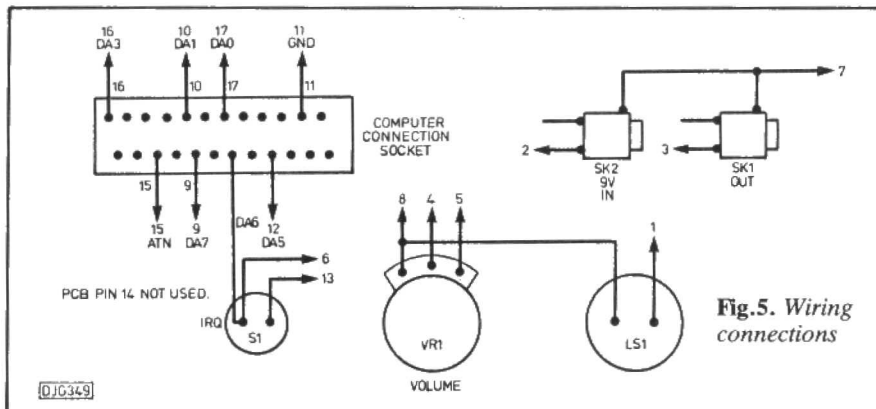 16 10 17 11
DA3 DA1 DA0 GND
16 10 17 11
COMPUTER
CONNECTION
SOCKET
7
2 3
SK2 SK1
9V OUT
IN
15 9 DA6
15 9 12
ATN DA7 DA5
8 4 5
1
6
13
PCB PIN 14 NOT USED.
IRQ S1
VR1
VOLUME
LS1
Fig.5. Wiring
connections
DJG349